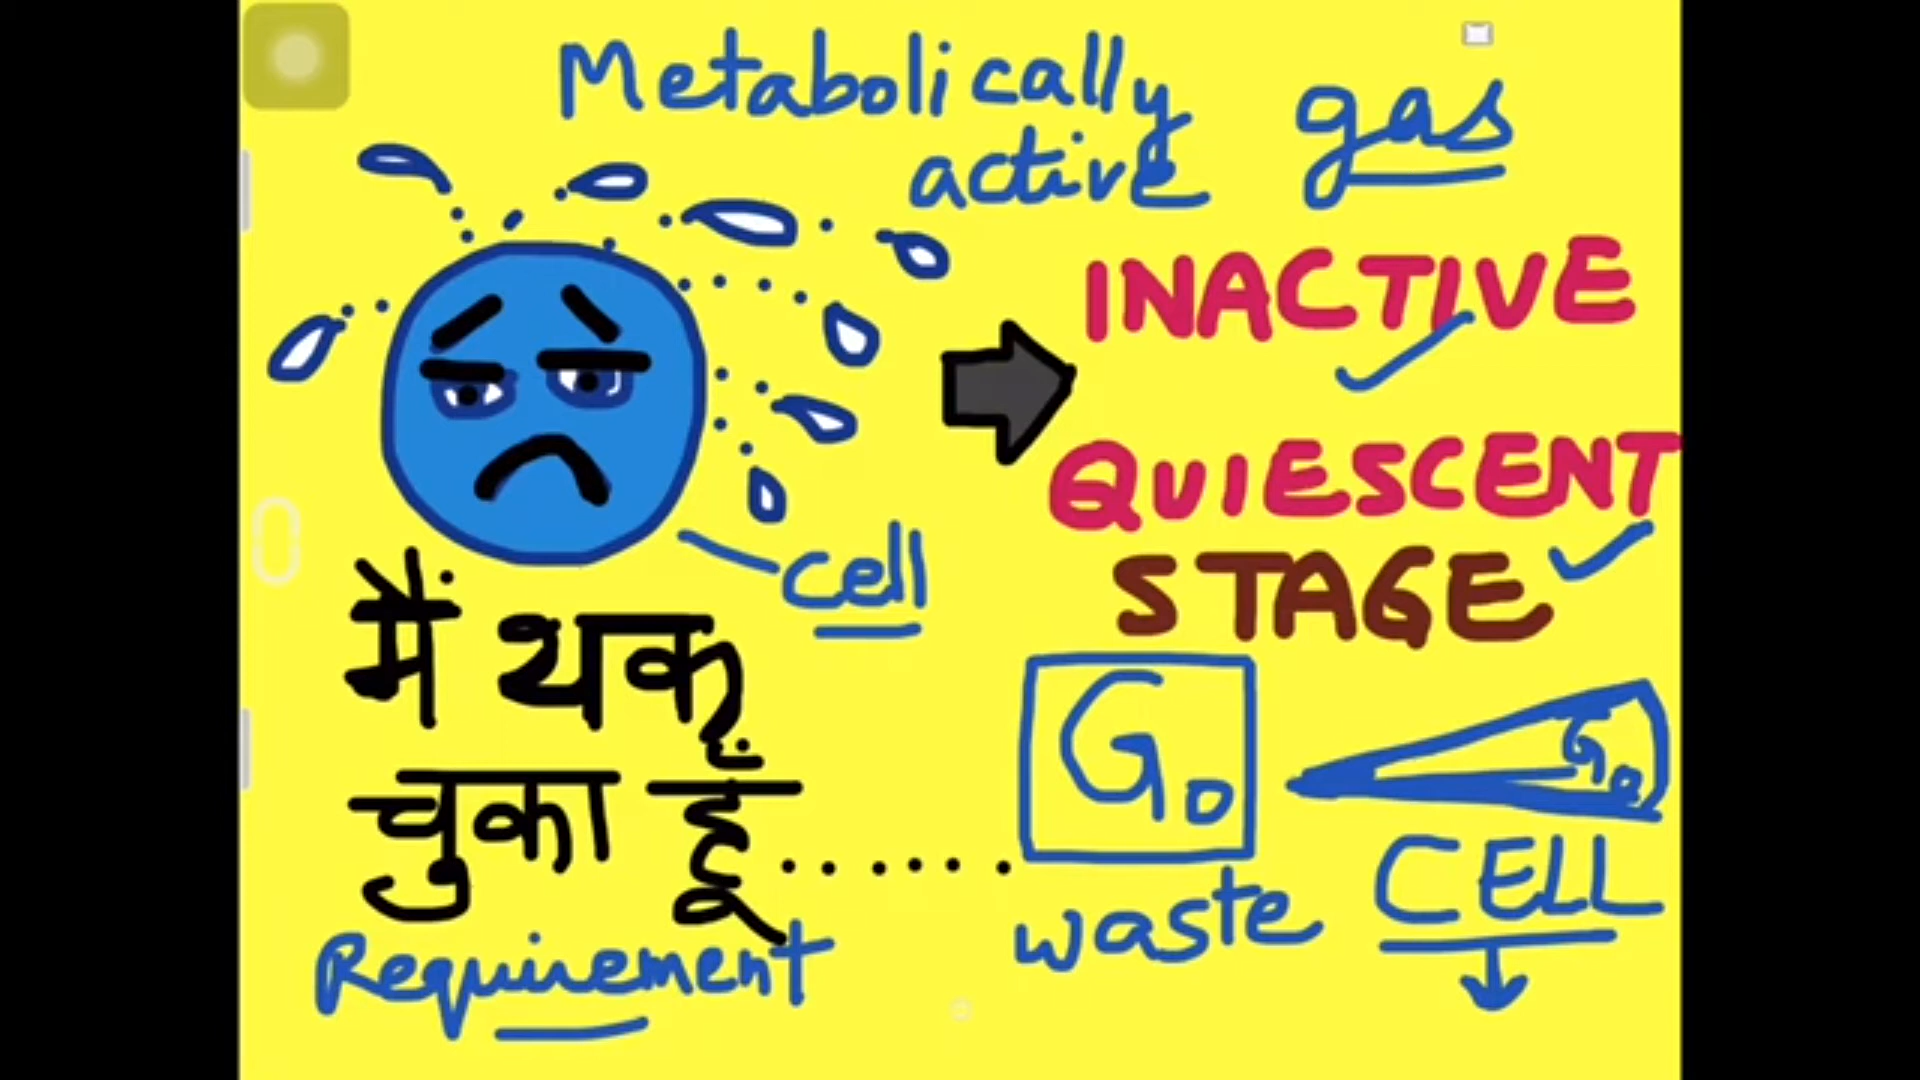 Metabolically
active
gas
INACTIVE
QUIESCENT
STAGE
cell
मैं थक
चुका हूँ......
G₀
G₀
CELL
waste
Requirement